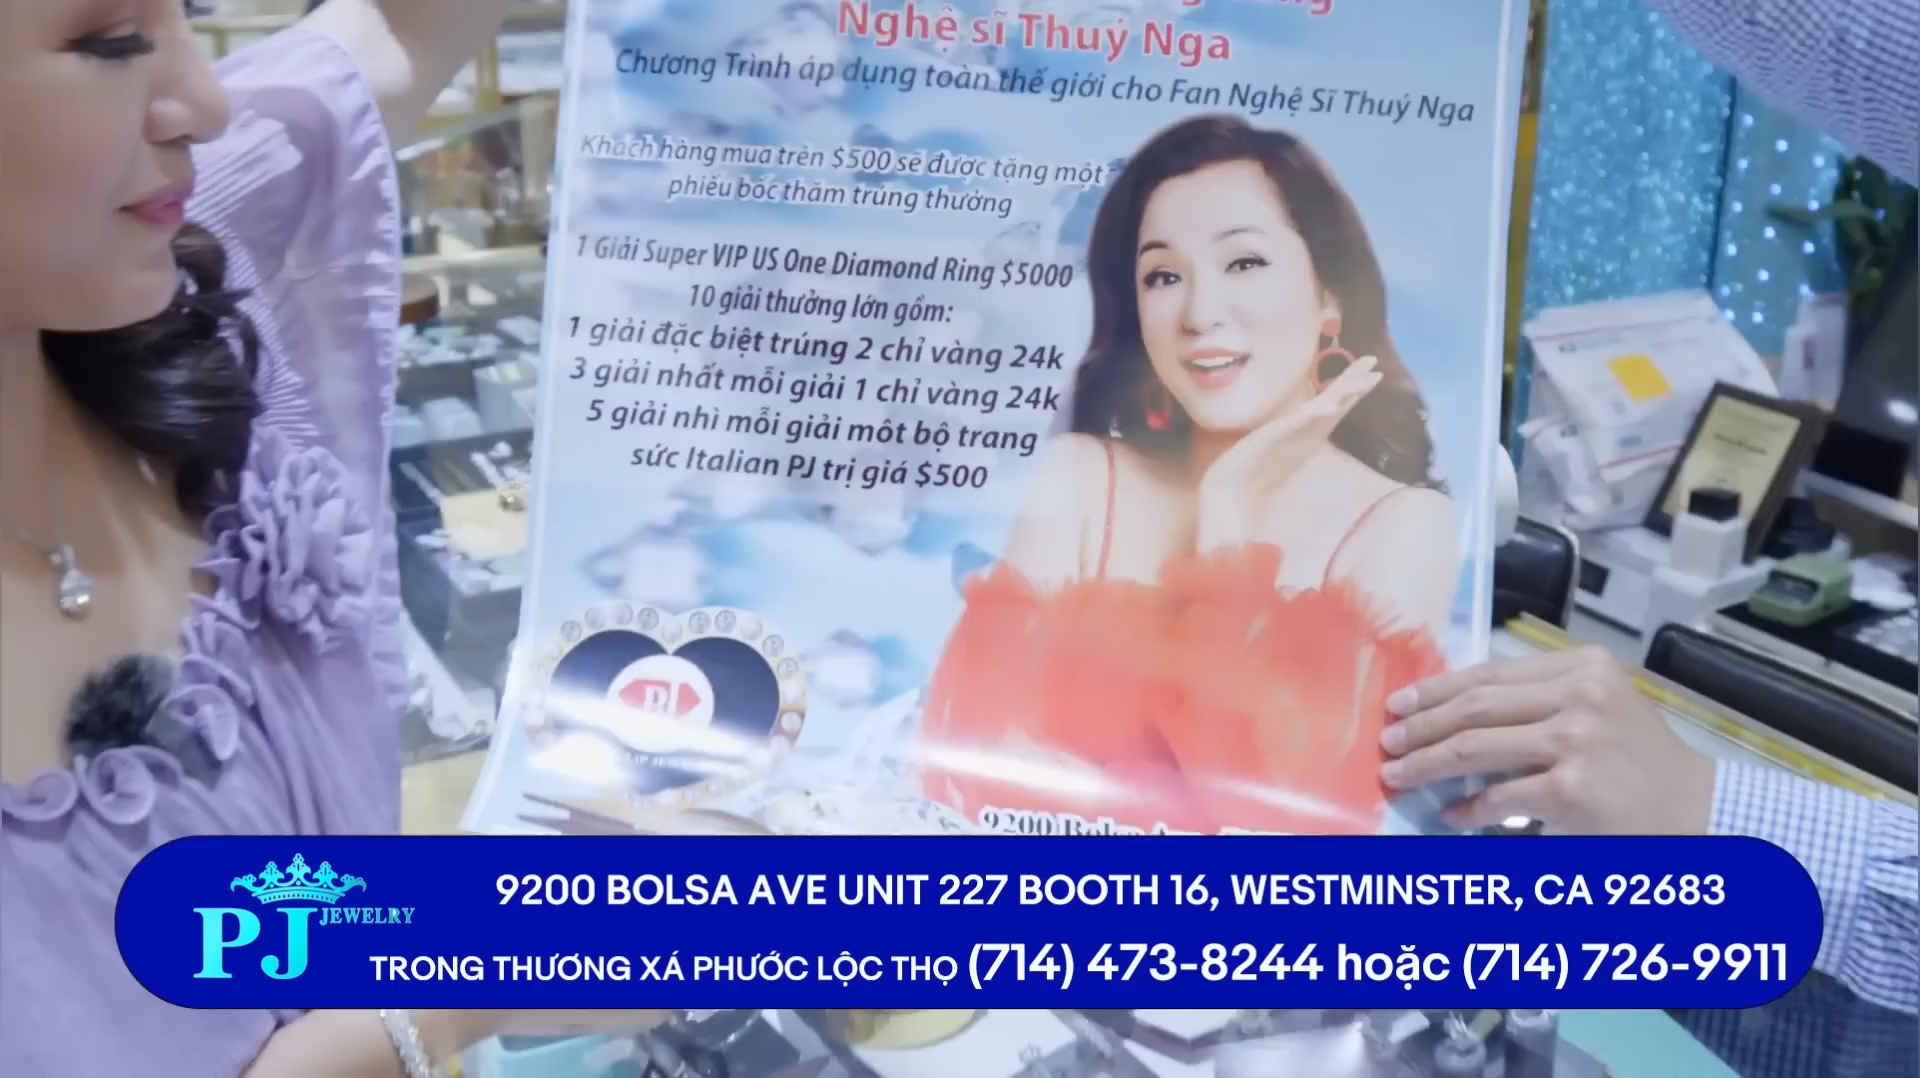 Nghệ sĩ Thuý Nga
Chương Trình áp dụng toàn thế giới cho Fan Nghệ Sĩ Thuý Nga
Khách hàng mua trên $500 sẽ được tặng một
phiếu bốc thăm trúng thưởng
1 Giải Super VIP US One Diamond Ring $5000
10 giải thưởng lớn gồm:
1 giải đặc biệt trúng 2 chỉ vàng 24k
3 giải nhất mỗi giải 1 chỉ vàng 24k
5 giải nhì mỗi giải môt bộ trang
sức Italian PJ trị giá $500
PJ
9200
PJ JEWELRY
9200 BOLSA AVE UNIT 227 BOOTH 16, WESTMINSTER, CA 92683
TRONG THƯƠNG XÁ PHƯỚC LỘC THỌ (714) 473-8244 hoặc (714) 726-9911